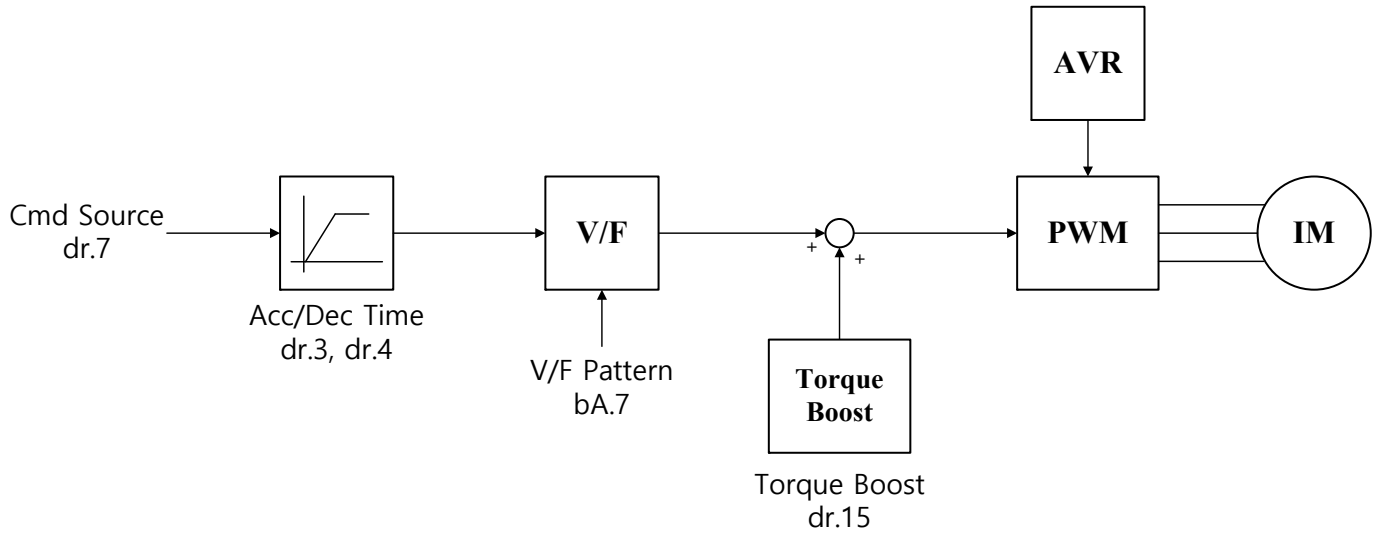 AVR
Cmd Source
dr.7
V/F
+
+
PWM
IM
Acc/Dec Time
dr.3, dr.4
V/F Pattern
bA.7
Torque
Boost
Torque Boost
dr.15